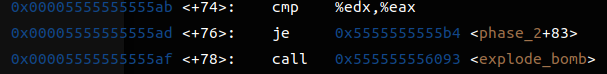 0x00005555555555ab <+74>: cmp %edx,%eax
0x00005555555555ad <+76>: je 0x5555555555b4 <phase_2+83>
0x00005555555555af <+78>: call 0x555555556093 <explode_bomb>